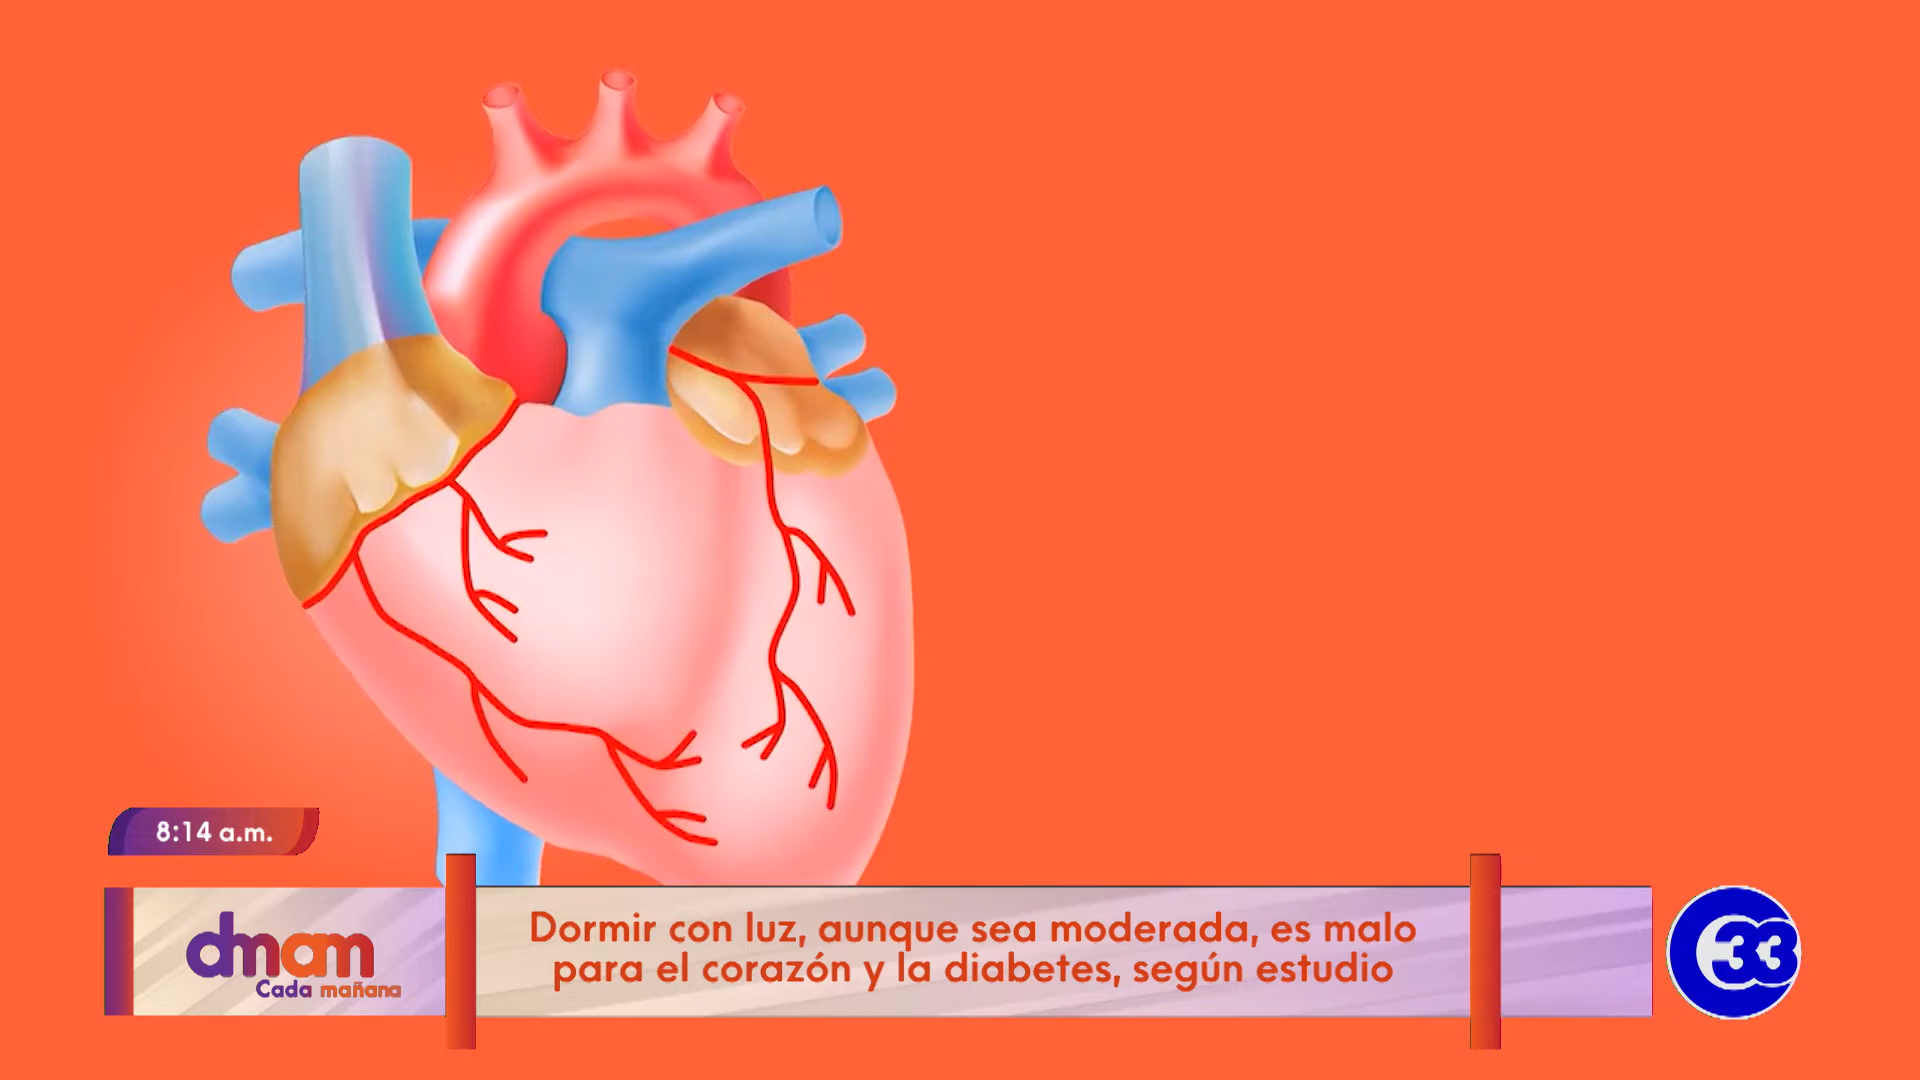 8:14 a.m.
dmam
Cada mañana
Dormir con luz, aunque sea moderada, es malo
para el corazón y la diabetes, según estudio
33